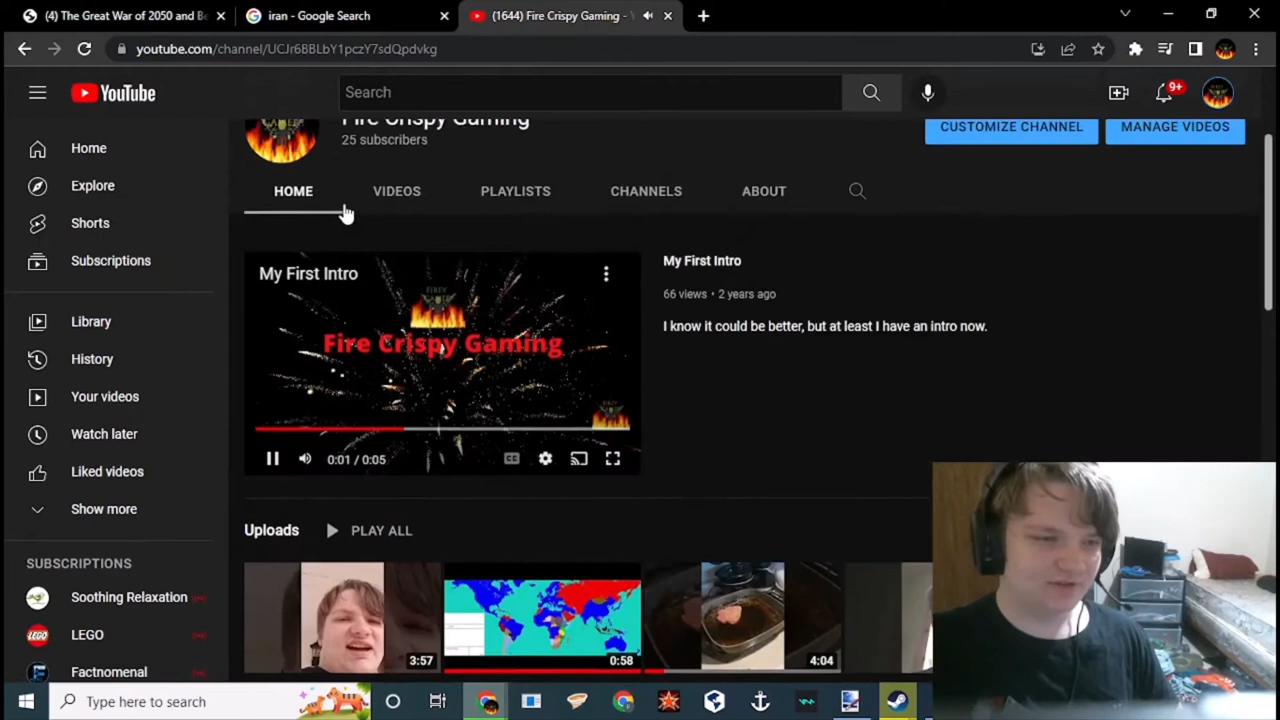 (4) The Great War of 2050 and Be
iran - Google Search
(1644) Fire Crispy Gaming - Y
youtube.com/channel/UCJr6BBLbY1pczY7sdQpdvkg
YouTube
Search
9+
Fire Crispy Gaming
25 subscribers
CUSTOMIZE CHANNEL
MANAGE VIDEOS
HOME
VIDEOS
PLAYLISTS
CHANNELS
ABOUT
Home
Explore
Shorts
Subscriptions
Library
History
Your videos
Watch later
Liked videos
Show more
SUBSCRIPTIONS
Soothing Relaxation
LEGO
Factnomenal
My First Intro
Fire Crispy Gaming
0:01 / 0:05
My First Intro
66 views • 2 years ago
I know it could be better, but at least I have an intro now.
Uploads
PLAY ALL
3:57
0:58
4:04
Type here to search